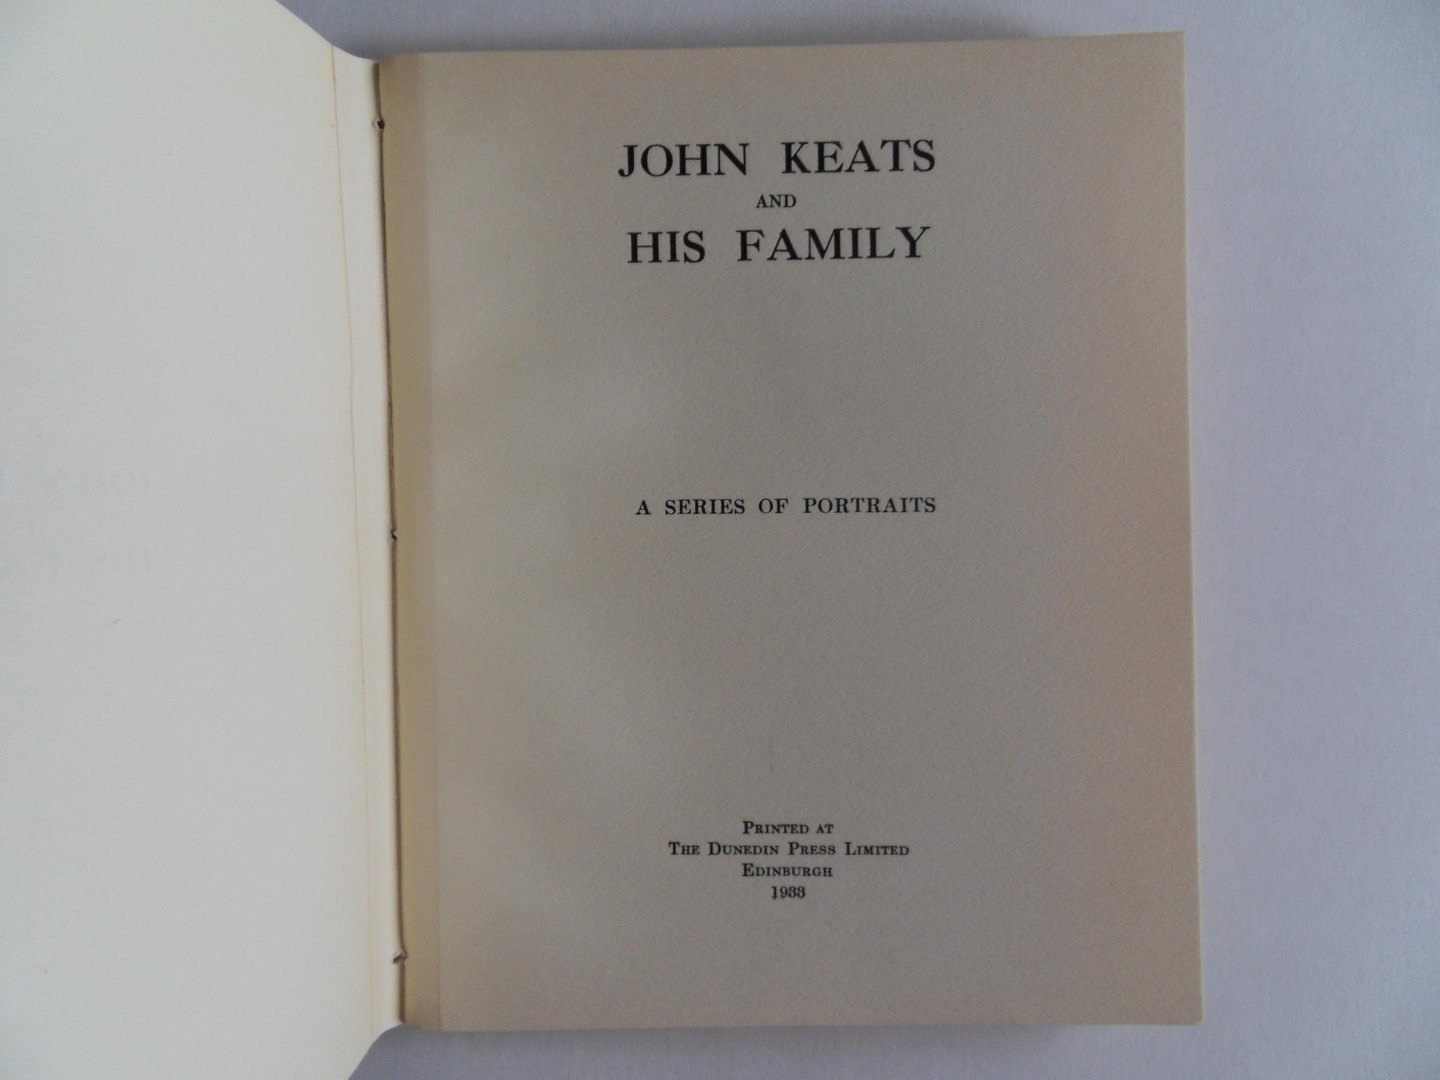 JOHN KEATS
AND
HIS FAMILY
A SERIES OF PORTRAITS
PRINTED AT
THE DUNEDIN PRESS LIMITED
EDINBURGH
1933